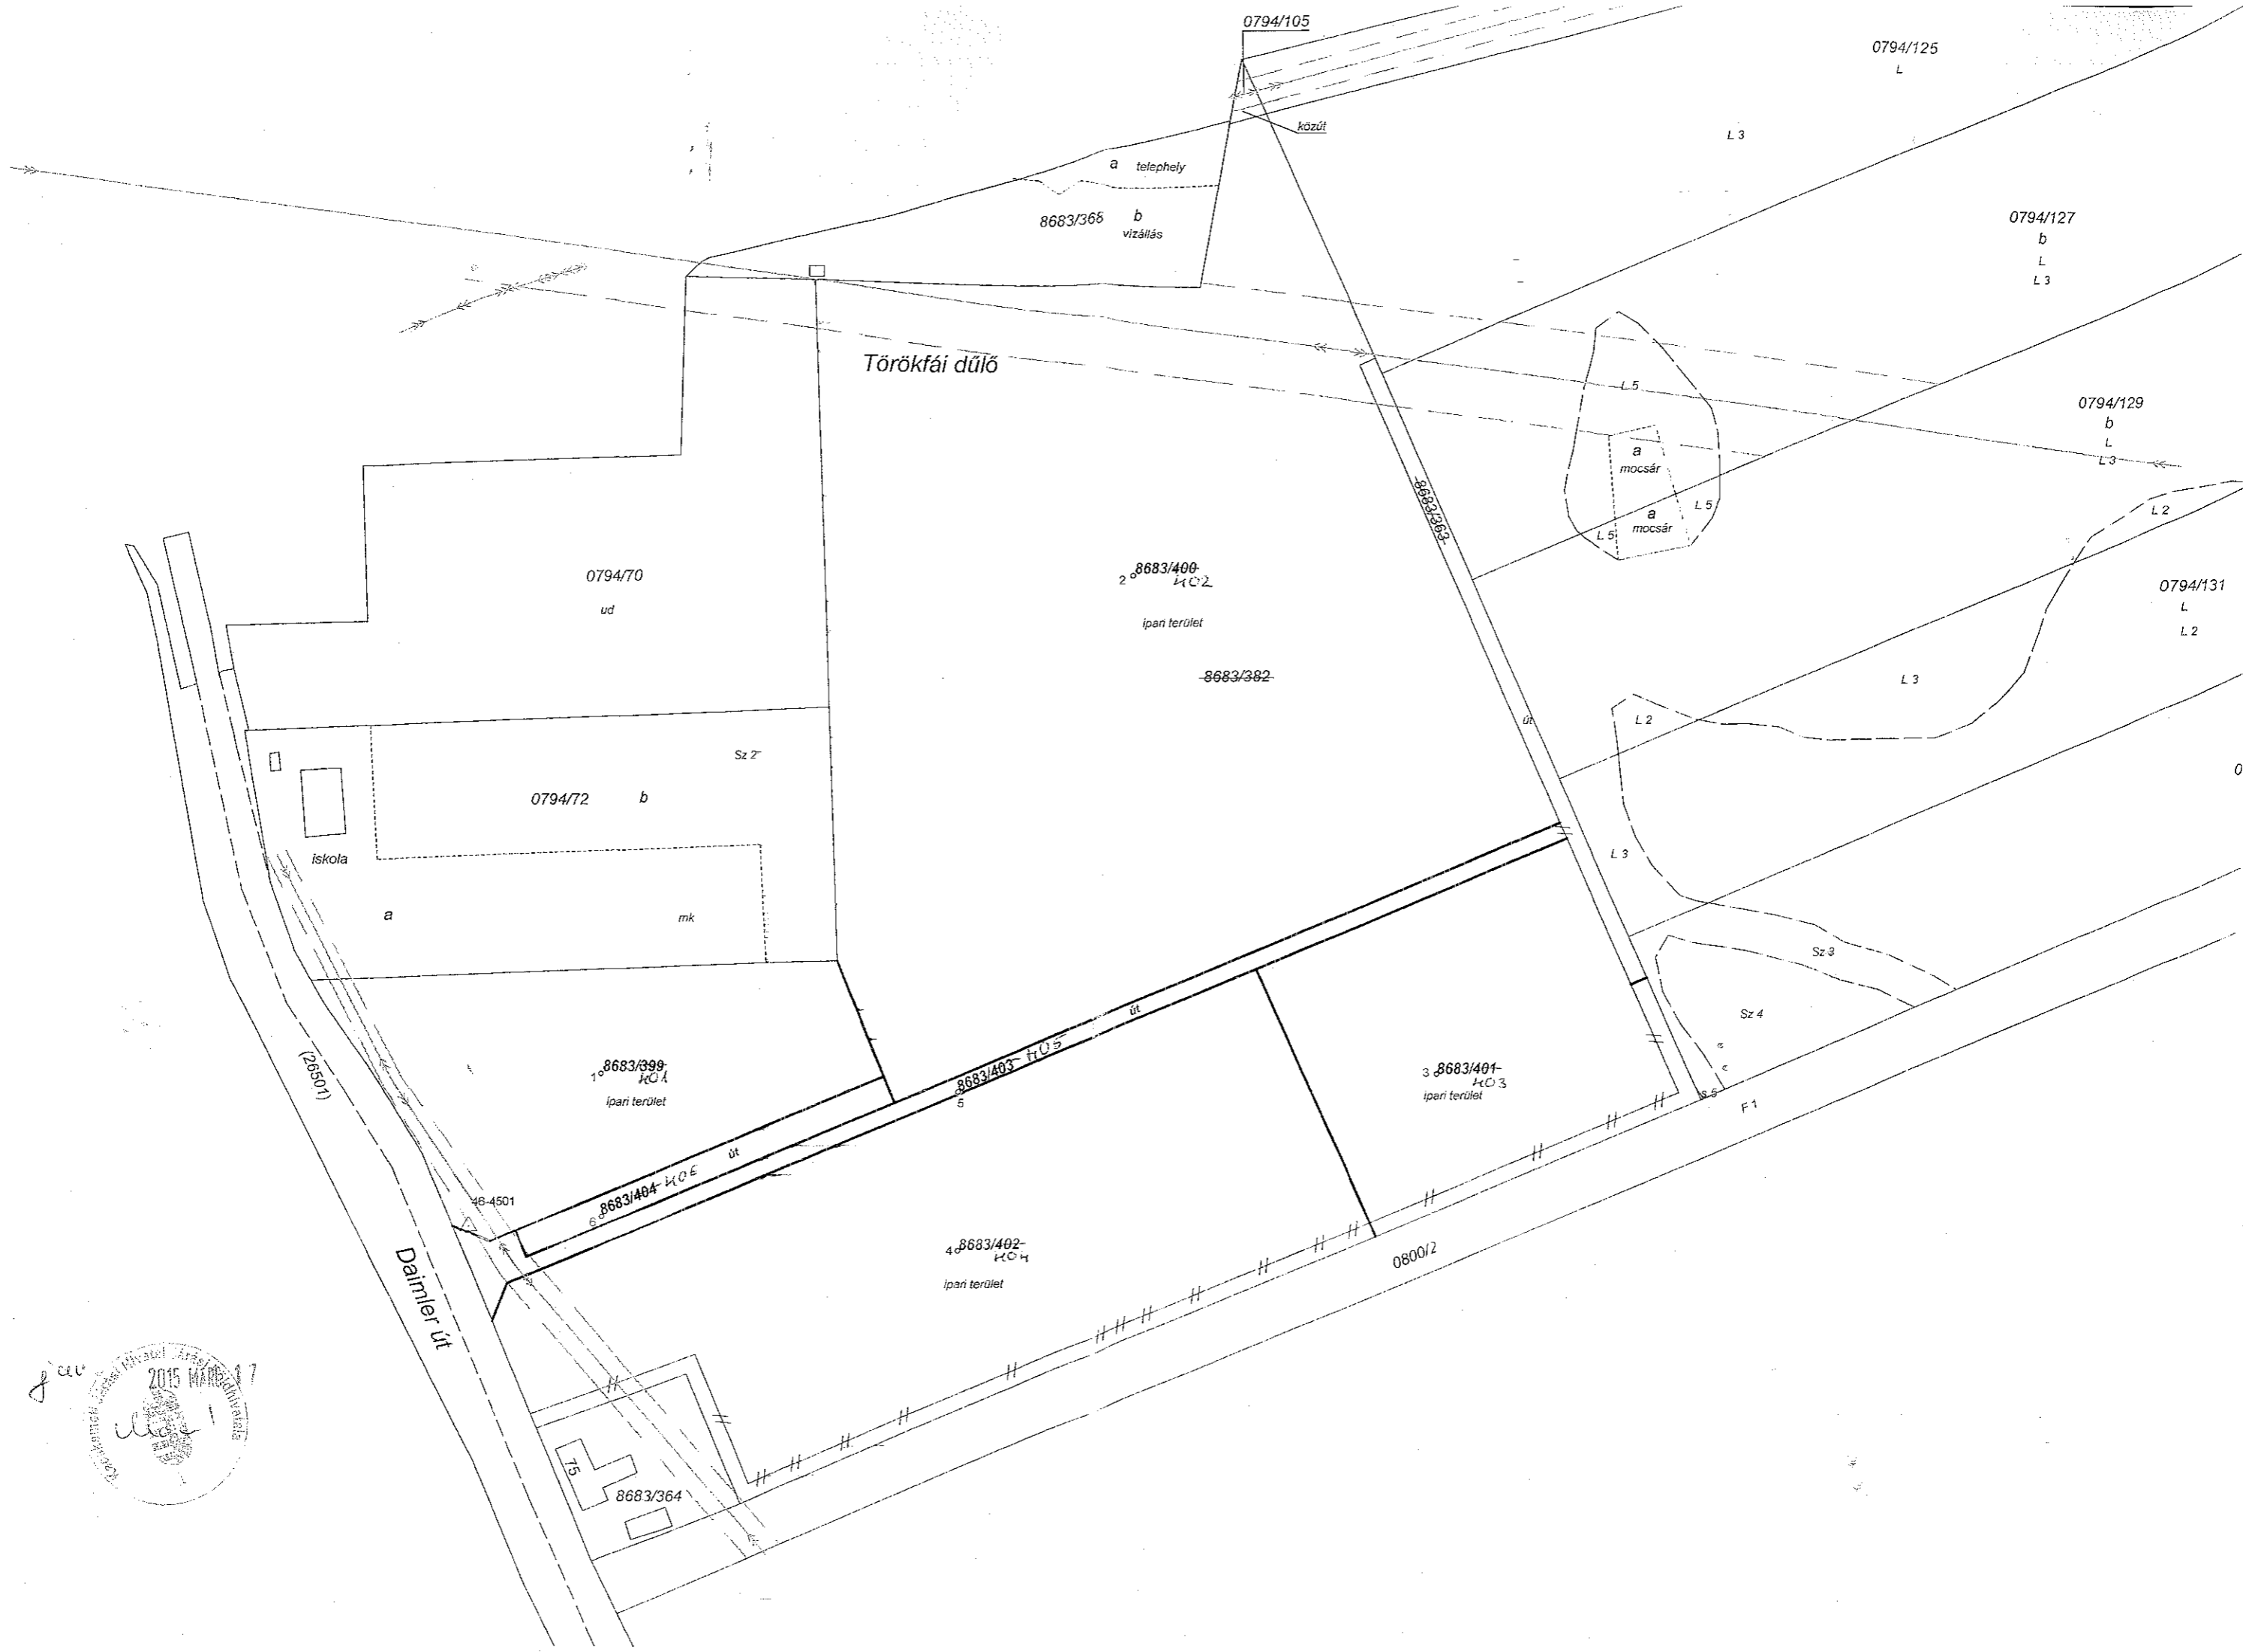 0794/105
0794/125
L
közút
L 3
a telephely
8683/368 b
vizállás
0794/127
b
L
L 3
Törökfái dűlő
L 5
0794/129
b
L
L 3
a
mocsár
L 5
a
mocsár
L 5
L 2
8683/363
0794/70
ud
2 8683/400
402
ipari terület
8683/382
0794/131
L
L 2
L 3
L 2
út
Sz 2
0794/72 b
0
iskola
L 3
a
mk
Sz 3
Sz 4
(26501)
1 8683/399
401
ipari terület
út
8683/403 405
5
3 8683/401
403
ipari terület
F 1
út
6 8683/404 406
46-4501
4 8683/402
404
ipari terület
0800/2
Daimler út
jav
2015 MÁRC 17
75
8683/364